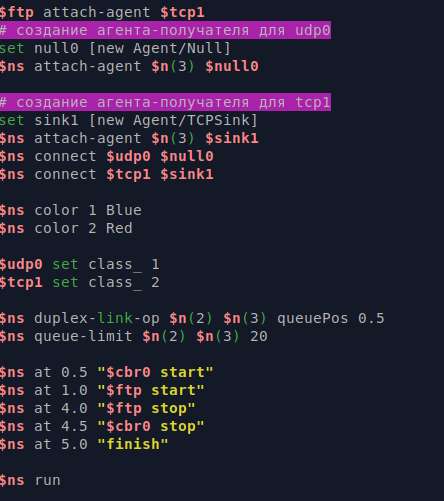 $ftp attach-agent $tcp1
# создание агента-получателя для udp0
set null0 [new Agent/Null]
$ns attach-agent $n(3) $null0
# создание агента-получателя для tcp1
set sink1 [new Agent/TCPSink]
$ns attach-agent $n(3) $sink1
$ns connect $udp0 $null0
$ns connect $tcp1 $sink1
$ns color 1 Blue
$ns color 2 Red
$udp0 set class_ 1
$tcp1 set class_ 2
$ns duplex-link-op $n(2) $n(3) queuePos 0.5
$ns queue-limit $n(2) $n(3) 20
$ns at 0.5 "$cbr0 start"
$ns at 1.0 "$ftp start"
$ns at 4.0 "$ftp stop"
$ns at 4.5 "$cbr0 stop"
$ns at 5.0 "finish"
$ns run